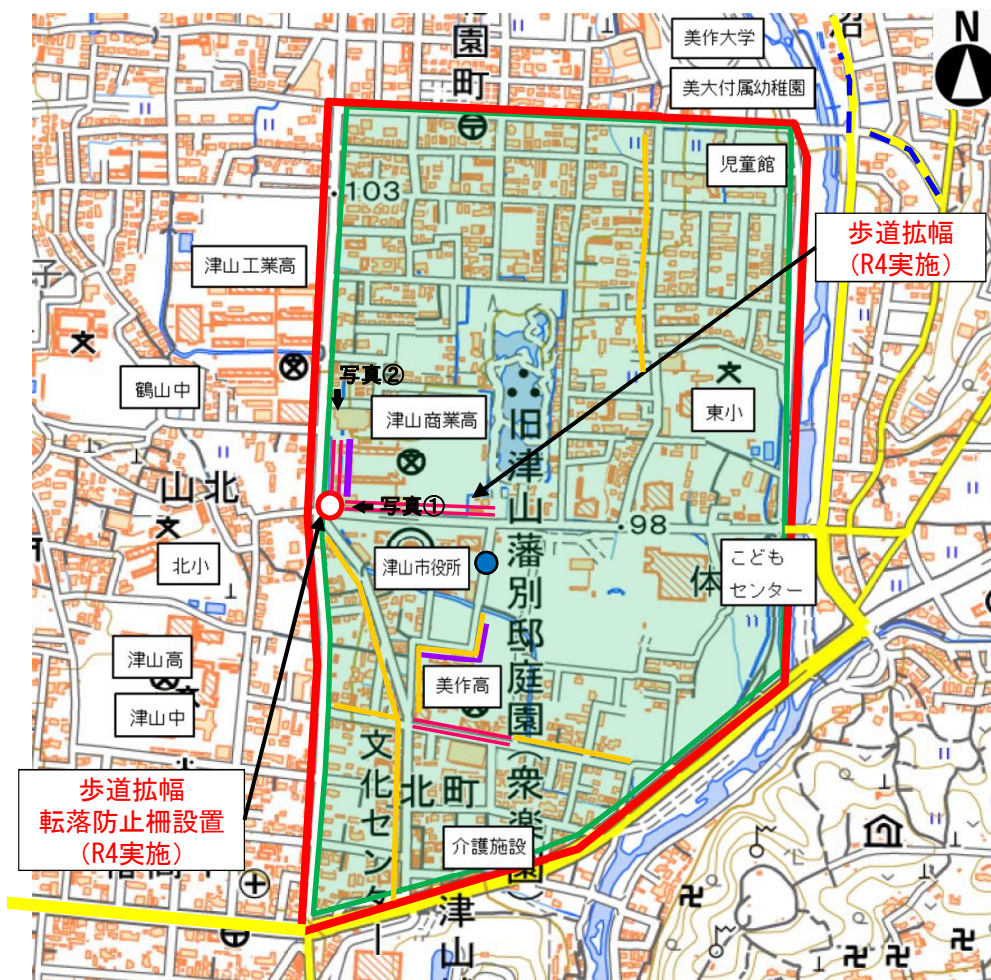 園町
沼
N
美作大学
美大付属幼稚園
児童館
103
歩道拡幅
（R4実施）
津山工業高
子
鶴山中
写真②
津山商業高
東小
山北
写真①
98
北小
津山市役所
体
こども
センター
旧津山藩別邸庭園（衆楽園）
津山高
津山中
美作高
文化センター
北町
歩道拡幅
転落防止柵設置
（R4実施）
介護施設
津山